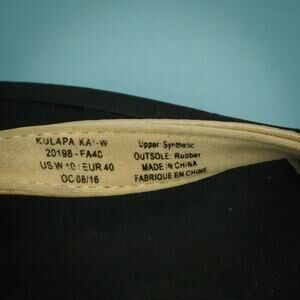 KULAPA KAI-W
20198-FA40
US W 10 / EUR 40
OC 08/16
Upper Synthetic
OUTSOLE: Rubber
MADE IN CHINA
FABRIQUE EN CHINE